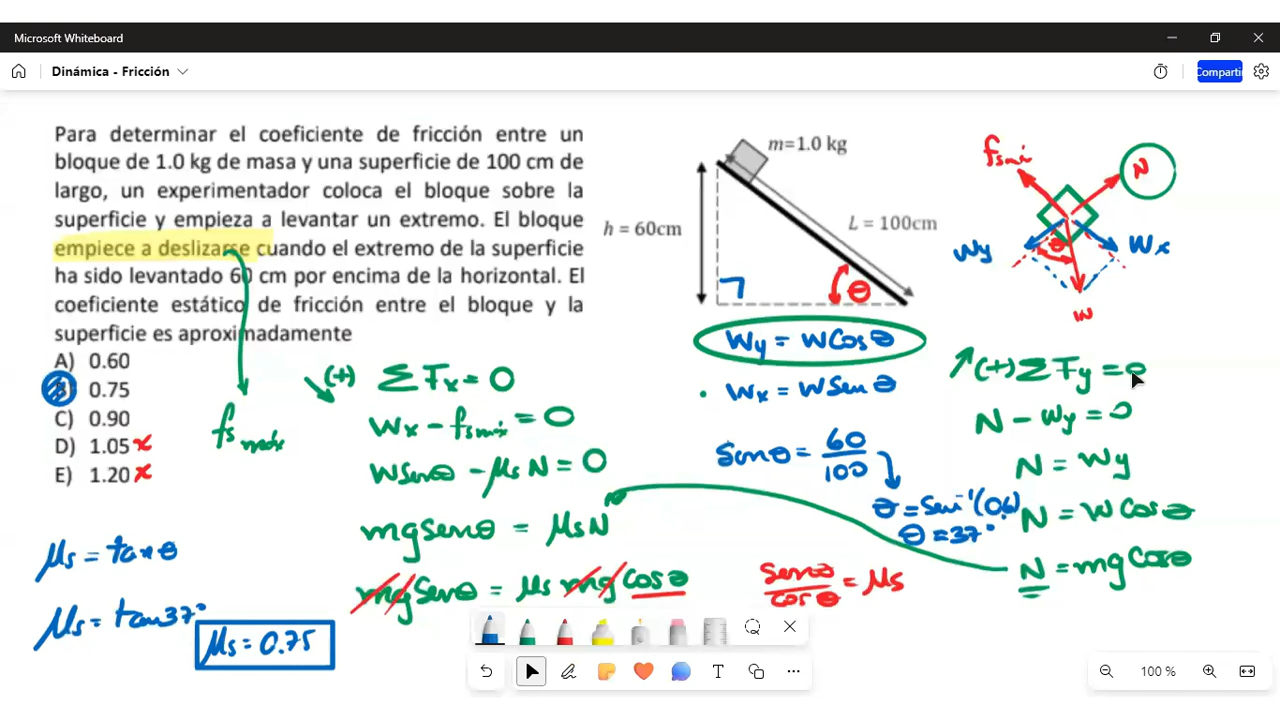 Microsoft Whiteboard
Dinámica - Fricción
Comparti
Para determinar el coeficiente de fricción entre un
bloque de 1.0 kg de masa y una superficie de 100 cm de
largo, un experimentador coloca el bloque sobre la
superficie y empieza a levantar un extremo. El bloque
empiece a deslizarse cuando el extremo de la superficie
ha sido levantado 60 cm por encima de la horizontal. El
coeficiente estático de fricción entre el bloque y la
superficie es aproximadamente
A) 0.60
0.75
C) 0.90
D) 1.05 x
E) 1.20 x
fs máx
μs = tan θ
μs = tan37°
μs = 0.75
(+) ΣFx = 0
Wx - fsmáx = 0
WSenθ - μs N = 0
mgsenθ = μsN
mgSenθ = μs mg cosθ
m=1.0 kg
h = 60cm
L = 100cm
θ
Wy = WCosθ
Wx = WSenθ
Senθ = 60/100
θ = Sen⁻¹(0.6)
θ = 37°
senθ/cosθ = μs
fsmáx
N
Wy
θ
Wx
W
(+) ΣFy = 0
N - Wy = 0
N = Wy
N = W Cosθ
N = mg Cosθ
T
100 %